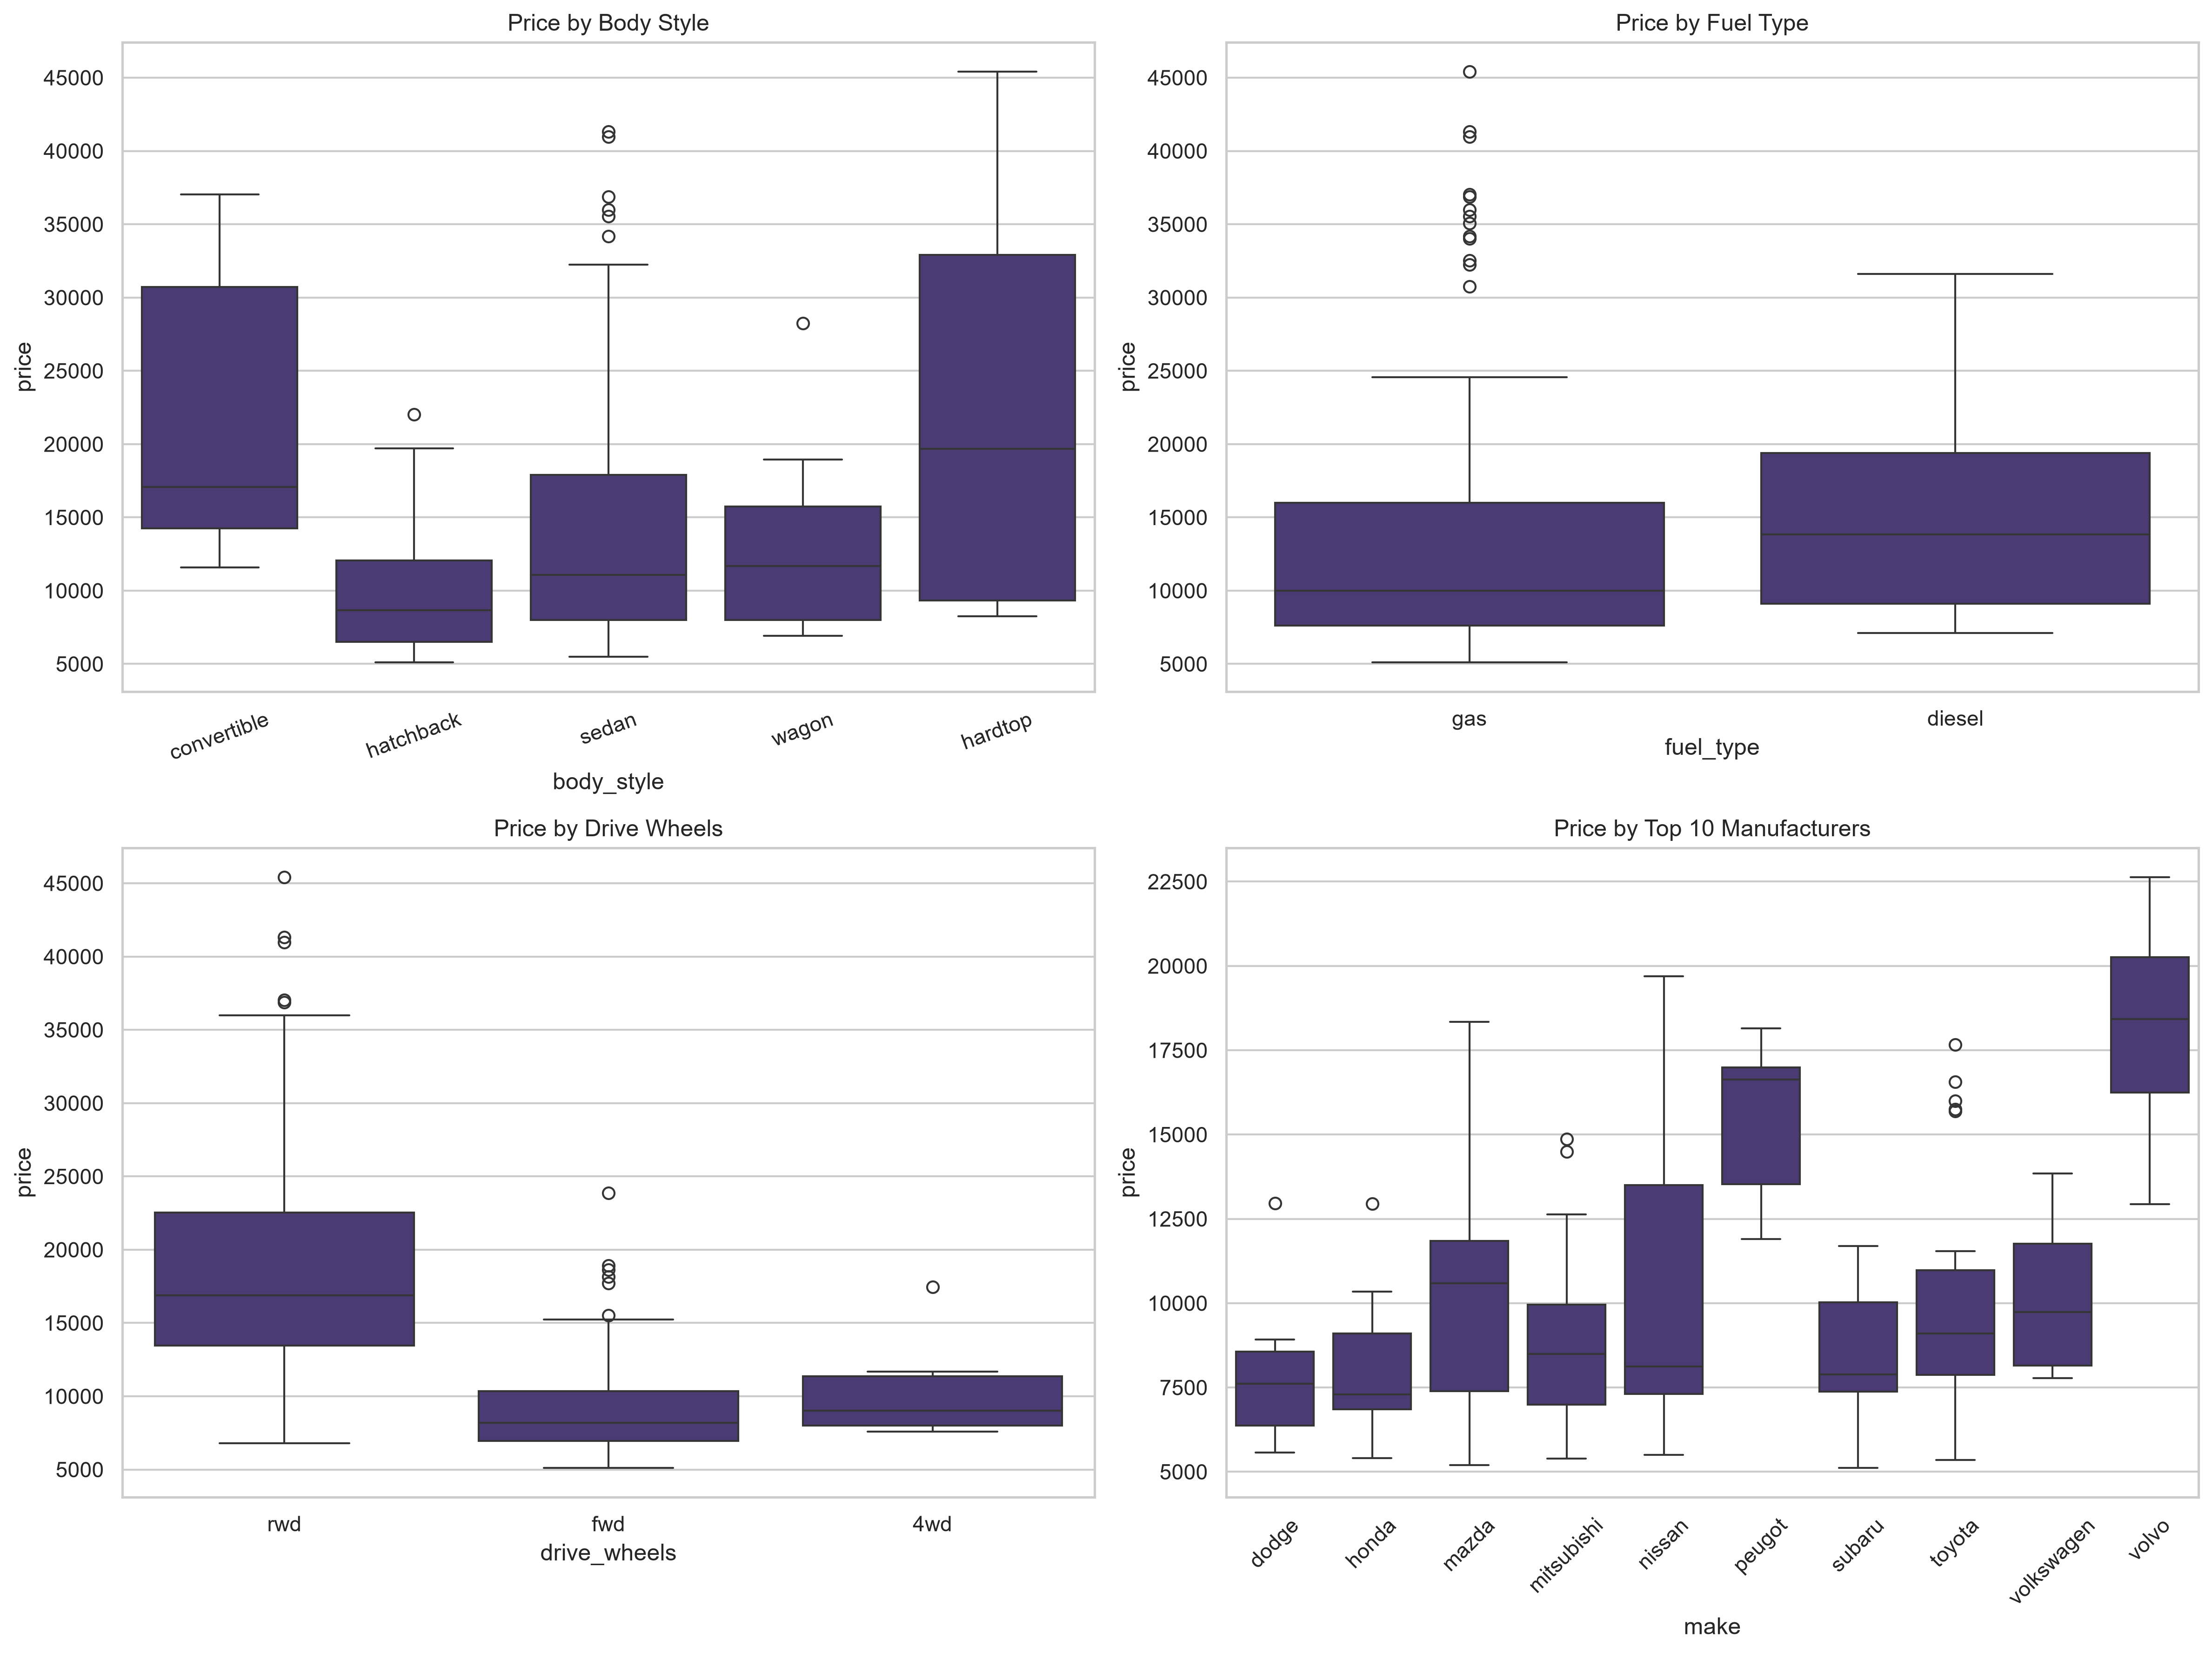 Price by Body Style
45000
40000
35000
30000
25000
20000
15000
10000
5000
price
convertible
hatchback
sedan
wagon
hardtop
body_style
Price by Fuel Type
45000
40000
35000
30000
25000
20000
15000
10000
5000
price
gas
diesel
fuel_type
Price by Drive Wheels
45000
40000
35000
30000
25000
20000
15000
10000
5000
price
rwd
fwd
4wd
drive_wheels
Price by Top 10 Manufacturers
22500
20000
17500
15000
12500
10000
7500
5000
price
dodge
honda
mazda
mitsubishi
nissan
peugot
subaru
toyota
volkswagen
volvo
make